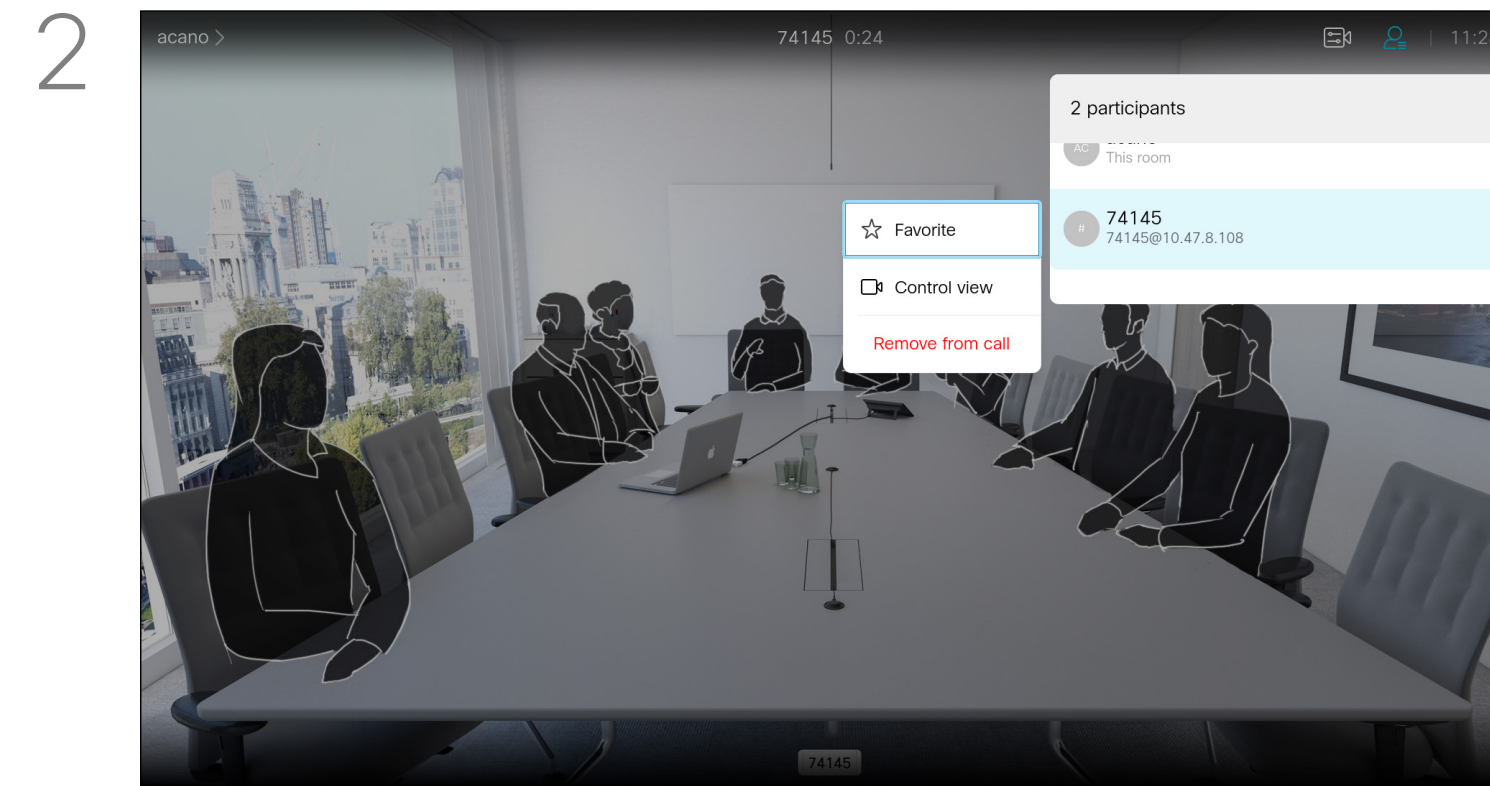 2
acano >
74145 0:24
11:2
2 participants
AC
This room
#
74145
74145@10.47.8.108
Favorite
Control view
Remove from call
74145